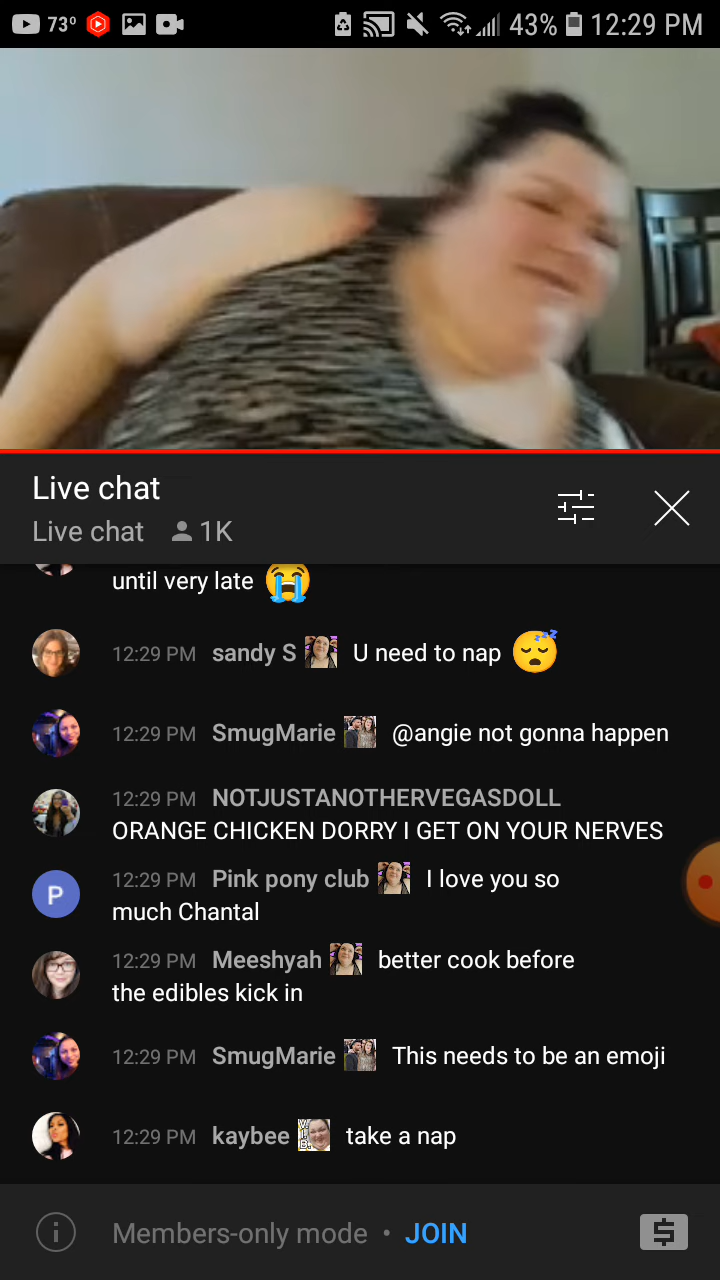 73° 43% 12:29 PM
Live chat
Live chat 1K
until very late
12:29 PM sandy S U need to nap
12:29 PM SmugMarie @angie not gonna happen
12:29 PM NOTJUSTANOTHERVEGASDOLL
ORANGE CHICKEN DORRY I GET ON YOUR NERVES
P
12:29 PM Pink pony club I love you so
much Chantal
12:29 PM Meeshyah better cook before
the edibles kick in
12:29 PM SmugMarie This needs to be an emoji
12:29 PM kaybee take a nap
Members-only mode • JOIN